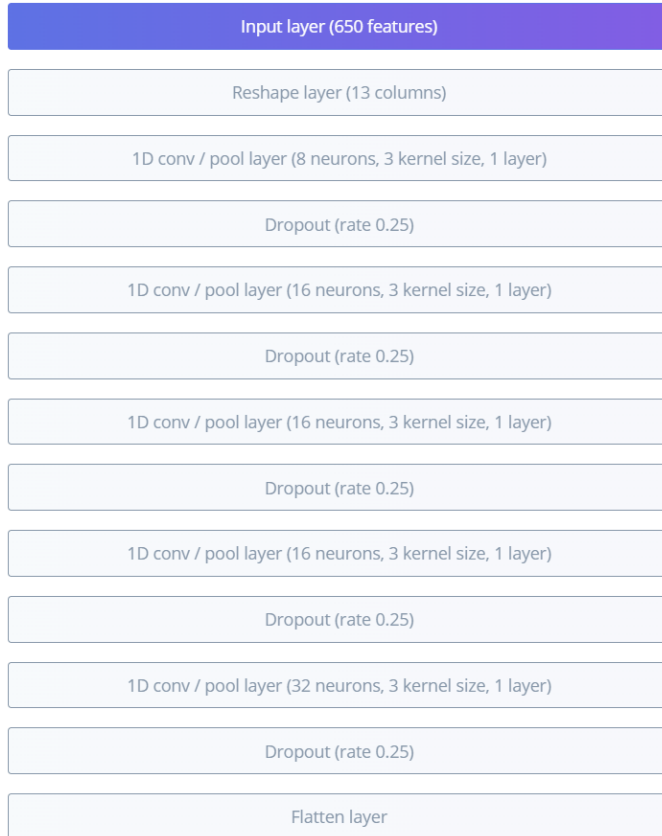 Input layer (650 features)
Reshape layer (13 columns)
1D conv / pool layer (8 neurons, 3 kernel size, 1 layer)
Dropout (rate 0.25)
1D conv / pool layer (16 neurons, 3 kernel size, 1 layer)
Dropout (rate 0.25)
1D conv / pool layer (16 neurons, 3 kernel size, 1 layer)
Dropout (rate 0.25)
1D conv / pool layer (16 neurons, 3 kernel size, 1 layer)
Dropout (rate 0.25)
1D conv / pool layer (32 neurons, 3 kernel size, 1 layer)
Dropout (rate 0.25)
Flatten layer